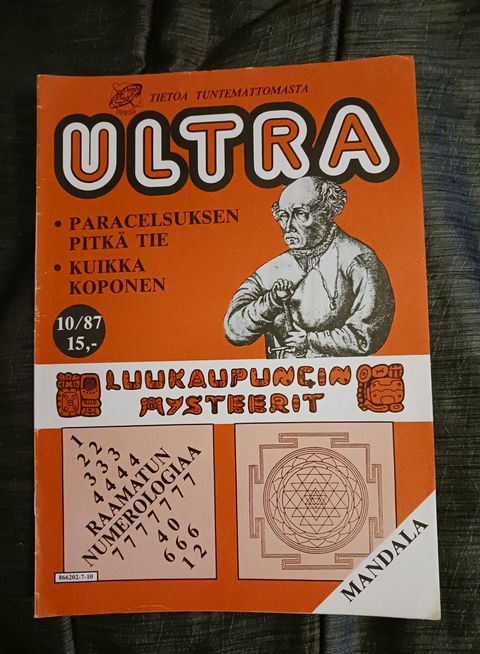 TIETOA TUNTEMATTOMASTA
ULTRA
• PARACELSUKSEN
PITKÄ TIE
• KUIKKA
KOPONEN
10/87
15,-
LUUKAUPUNGIN
MYSTEERIT
1
22
333
4444
RAAMATUN
NUMEROLOGIAA
7777777
40
666
12
866202-7-10
MANDALA